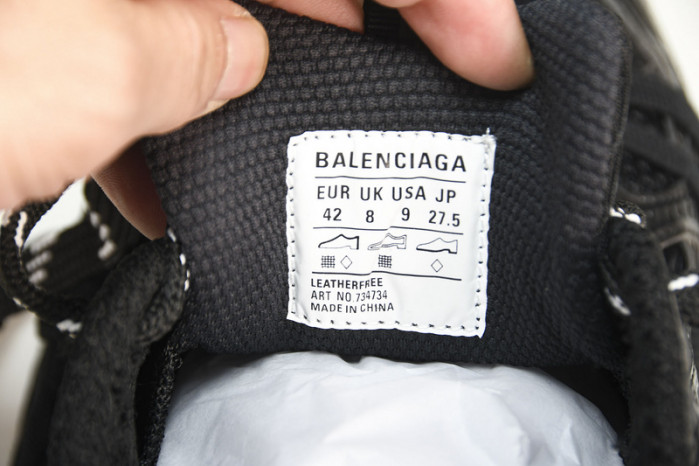 BALENCIAGA
EUR UK USA JP
42 8 9 27.5
LEATHERFREE
ART NO.734734
MADE IN CHINA